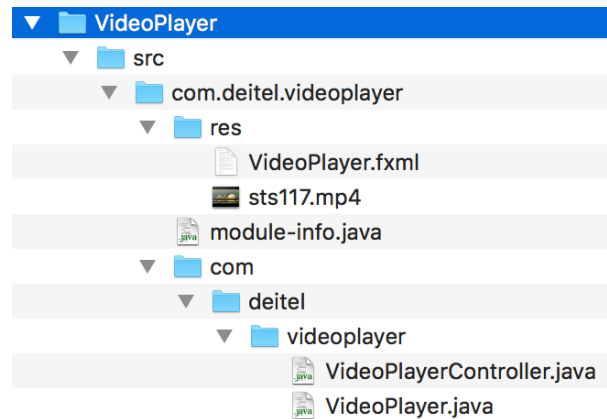 VideoPlayer
src
com.deitel.videoplayer
res
VideoPlayer.fxml
sts117.mp4
module-info.java
com
deitel
videoplayer
VideoPlayerController.java
VideoPlayer.java